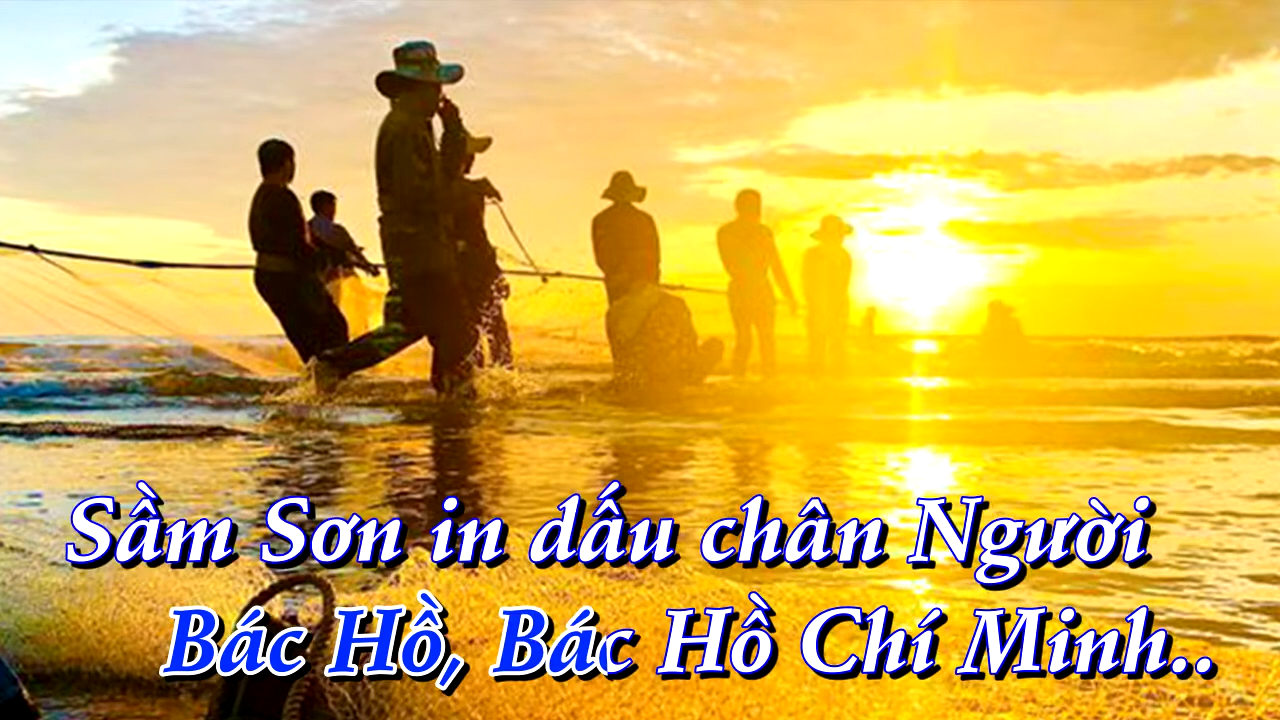 Sầm Sơn in dấu chân Người
Bác Hồ, Bác Hồ Chí Minh..